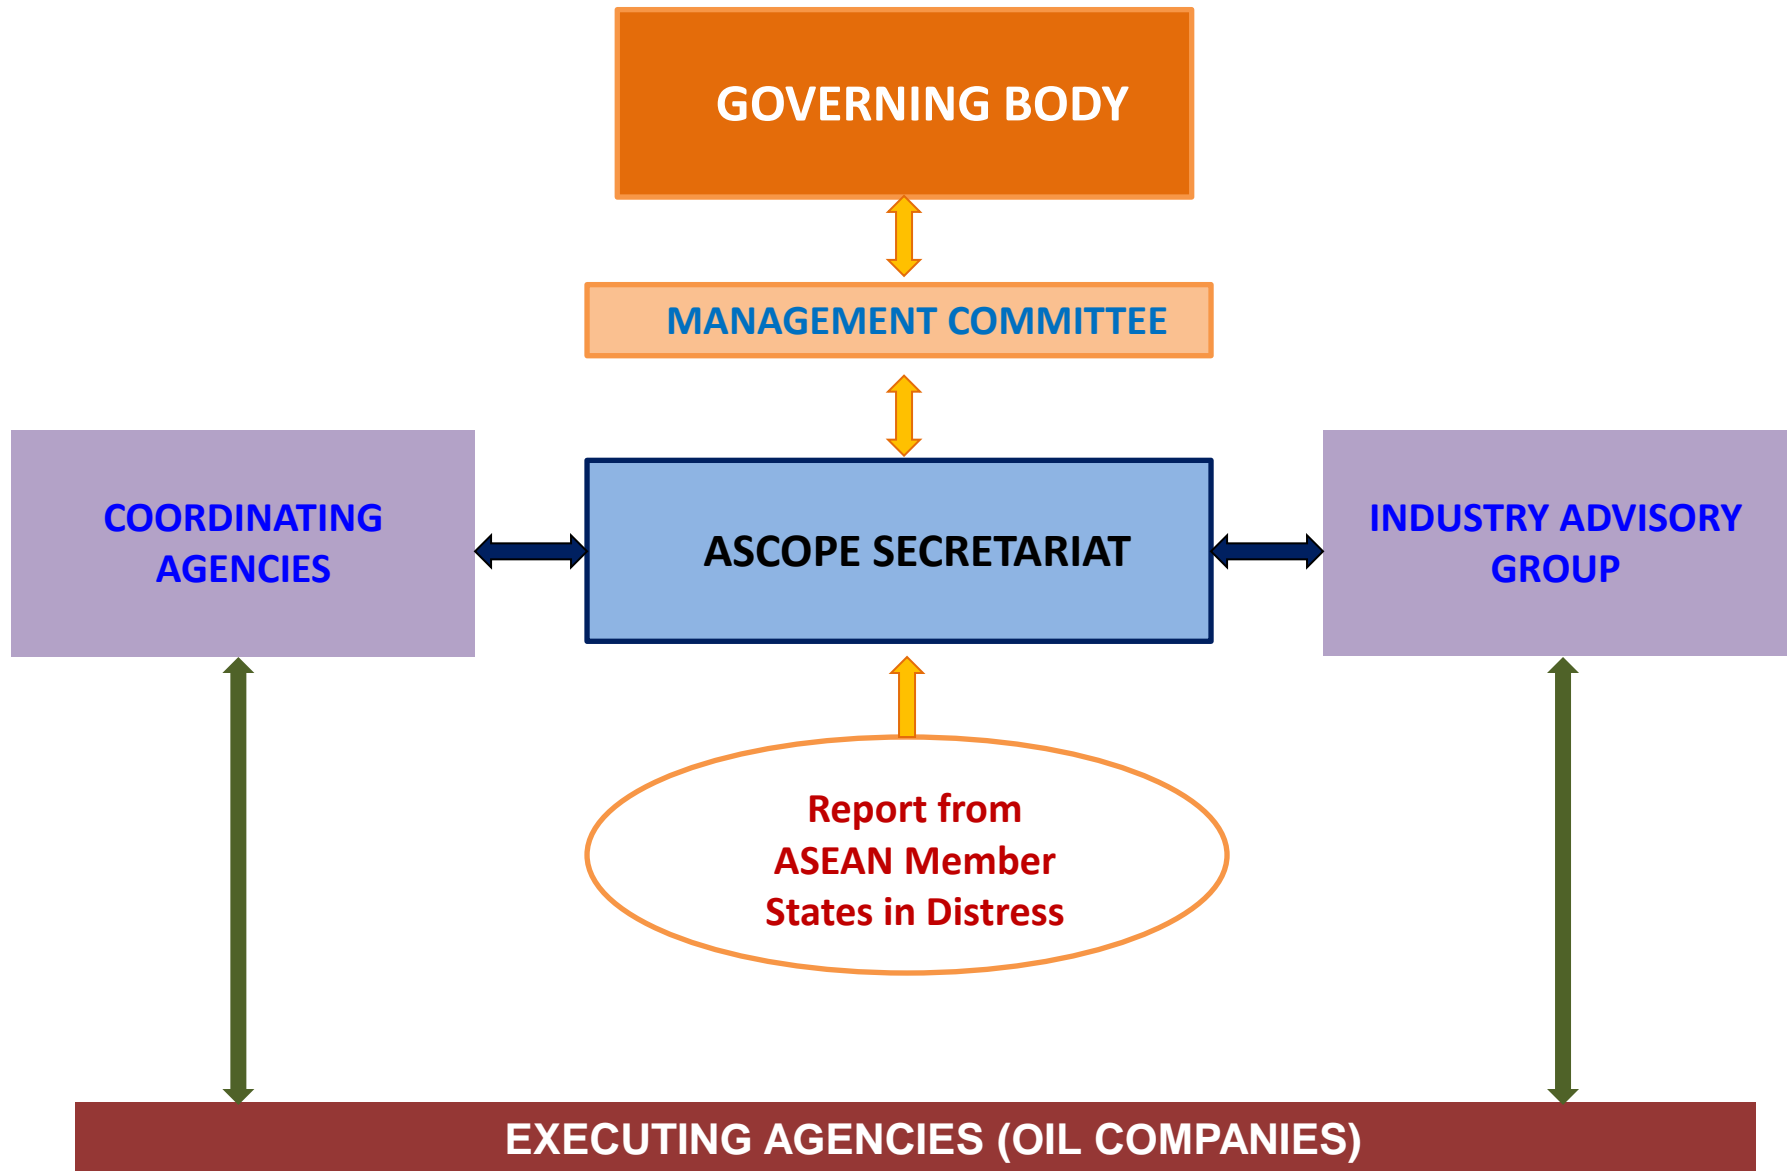 GOVERNING BODY
MANAGEMENT COMMITTEE
COORDINATING
AGENCIES
ASCOPE SECRETARIAT
INDUSTRY ADVISORY
GROUP
Report from
ASEAN Member
States in Distress
EXECUTING AGENCIES (OIL COMPANIES)